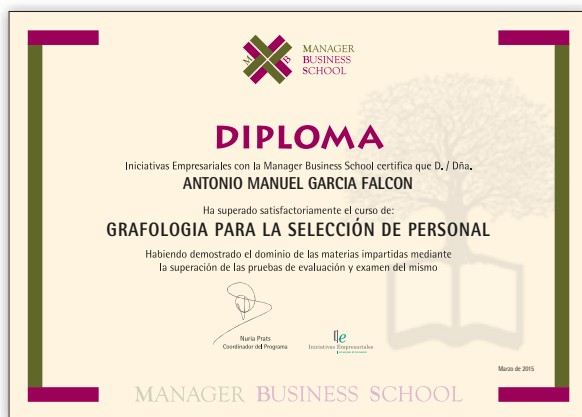 M B
MANAGER
BUSINESS
SCHOOL
DIPLOMA
Iniciativas Empresariales con la Manager Business School certifica que D. / Dña.
ANTONIO MANUEL GARCIA FALCON
Ha superado satisfactoriamente el curso de:
GRAFOLOGIA PARA LA SELECCIÓN DE PERSONAL
Habiendo demostrado el dominio de las materias impartidas mediante
la superación de las pruebas de evaluación y examen del mismo
Nuria Prats
Coordinador del Programa
Ie
Iniciativas Empresariales
Marzo de 2015
MANAGER BUSINESS SCHOOL